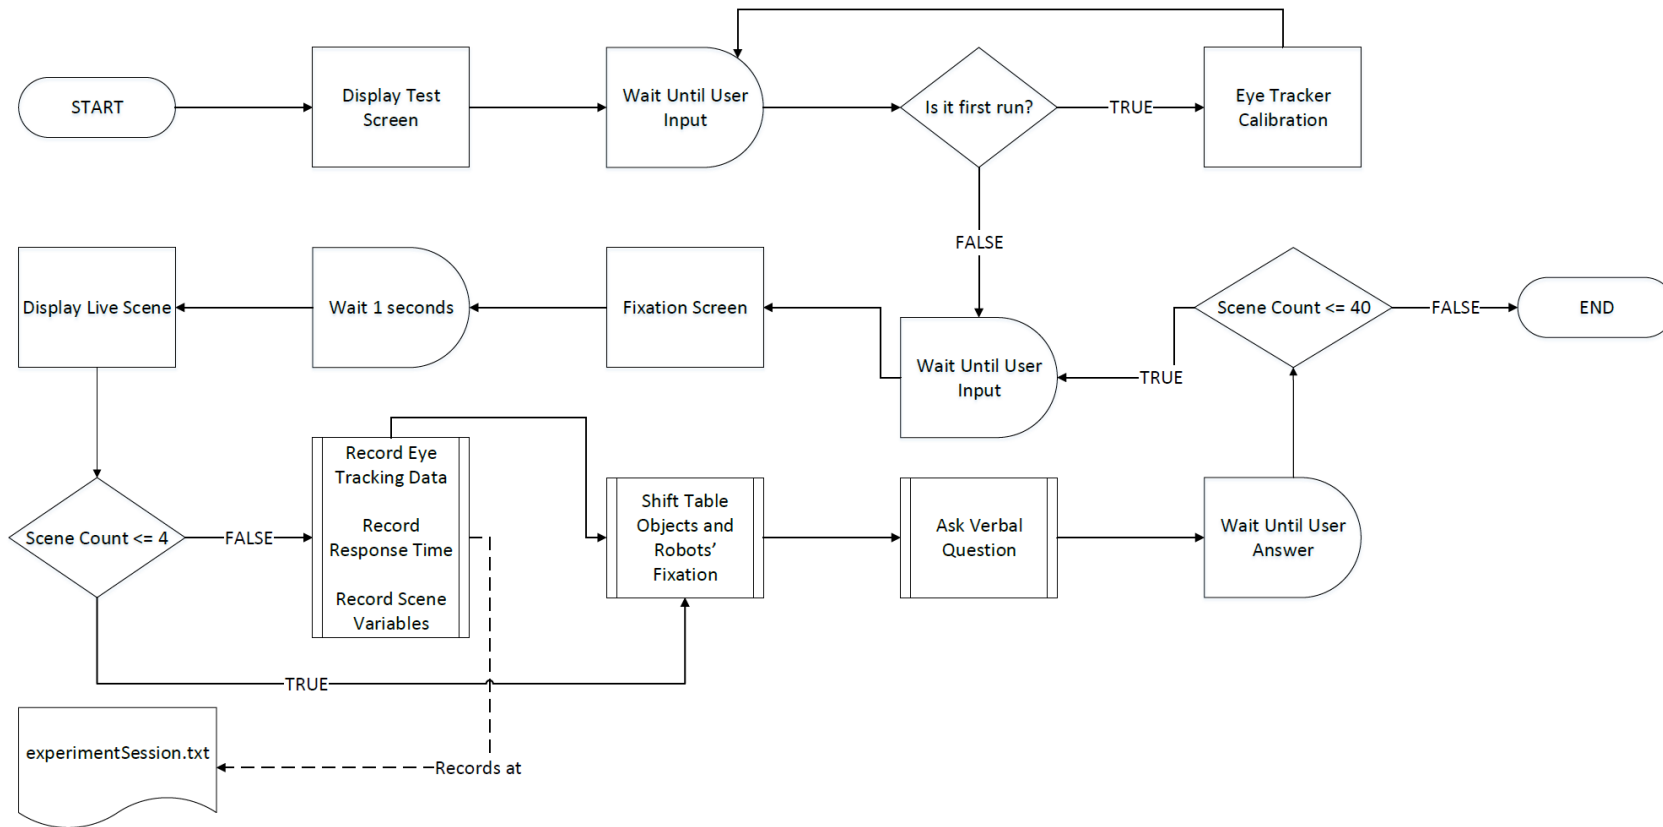 START
Display Test
Screen
Wait Until User
Input
Is it first run?
TRUE
Eye Tracker
Calibration
FALSE
Display Live Scene
Wait 1 seconds
Fixation Screen
Wait Until User
Input
TRUE
Scene Count <= 40
FALSE
END
Scene Count <= 4
FALSE
Record Eye
Tracking Data
Record
Response Time
Record Scene
Variables
Shift Table
Objects and
Robots’
Fixation
Ask Verbal
Question
Wait Until User
Answer
TRUE
experimentSession.txt
Records at